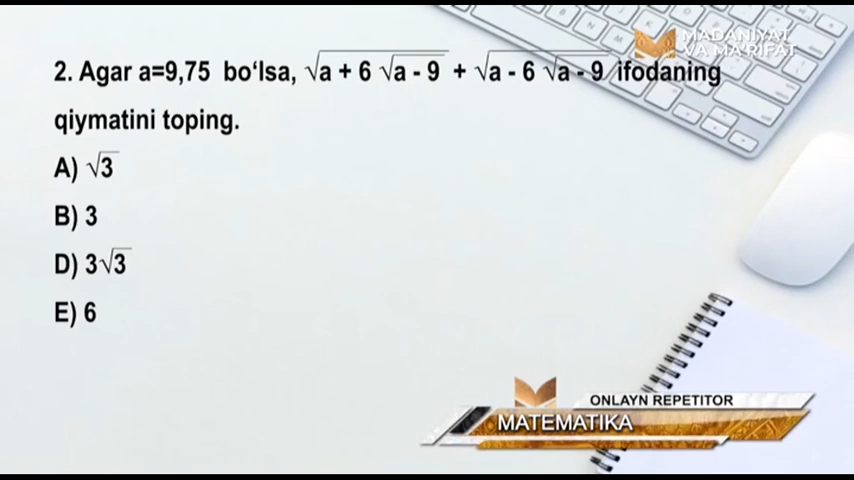 MADANIYAT
VA MA'RIFAT
2. Agar a=9,75 bo‘lsa, √a + 6 √a - 9 + √a - 6 √a - 9 ifodaning
qiymatini toping.
A) √3
B) 3
D) 3√3
E) 6
ONLAYN REPETITOR
MATEMATIKA